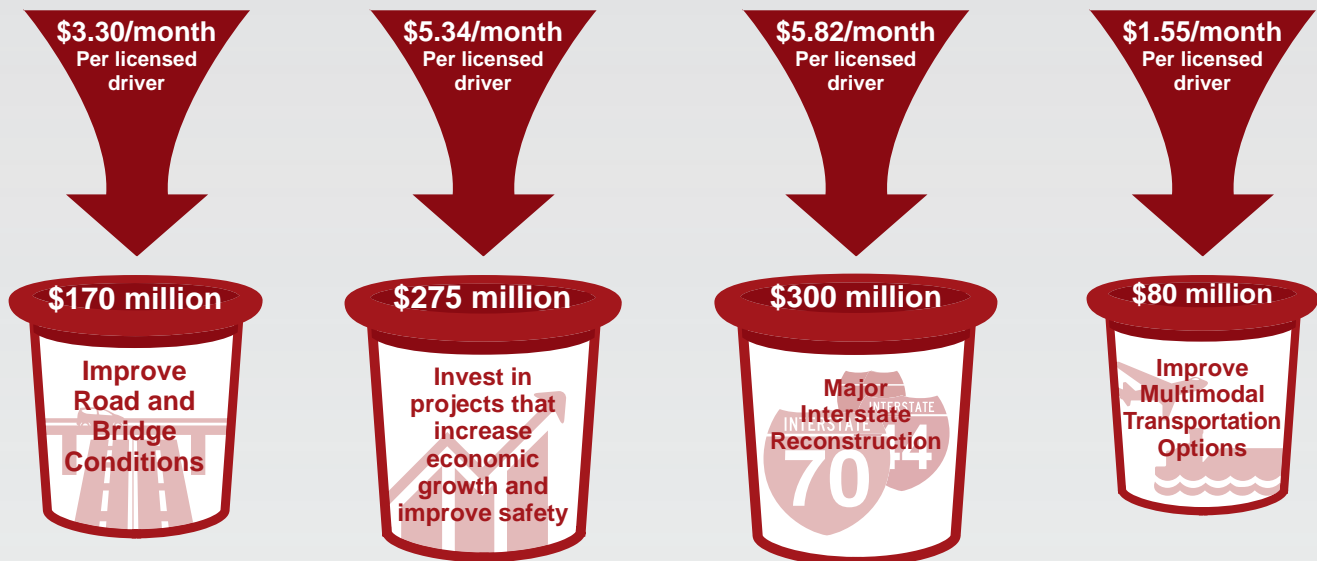 $3.30/month
Per licensed
driver
$5.34/month
Per licensed
driver
$5.82/month
Per licensed
driver
$1.55/month
Per licensed
driver
$170 million
Improve
Road and
Bridge
Conditions
$275 million
Invest in
projects that
increase
economic
growth and
improve safety
$300 million
Major
Interstate
Reconstruction
INTERSTATE
70
INTERSTATE
44
$80 million
Improve
Multimodal
Transportation
Options